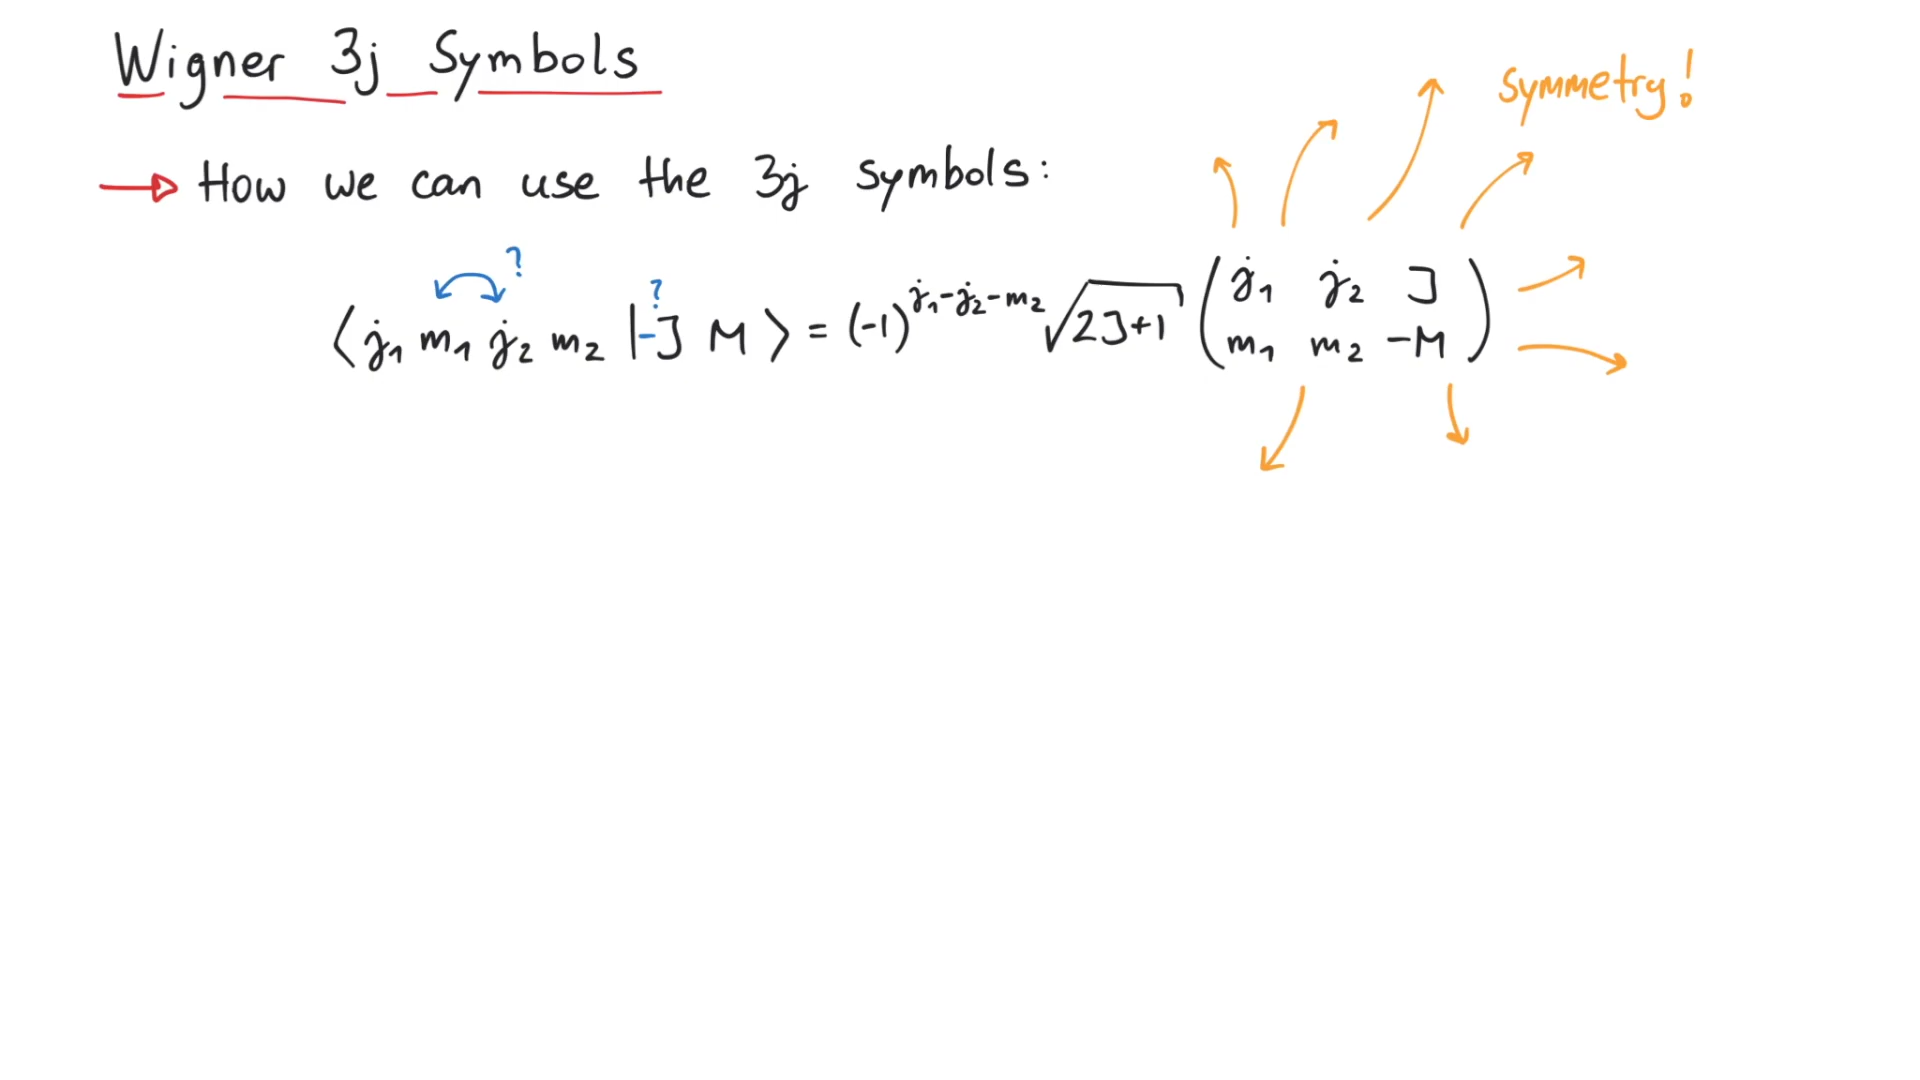 Wigner 3j Symbols
Symmetry!
How we can use the 3j symbols:
? ?
⟨ j₁ m₁ j₂ m₂ |-J M ⟩ = (-1)^{j₁-j₂-m₂} √(2J+1) ( j₁ j₂ J
m₁ m₂ -M )